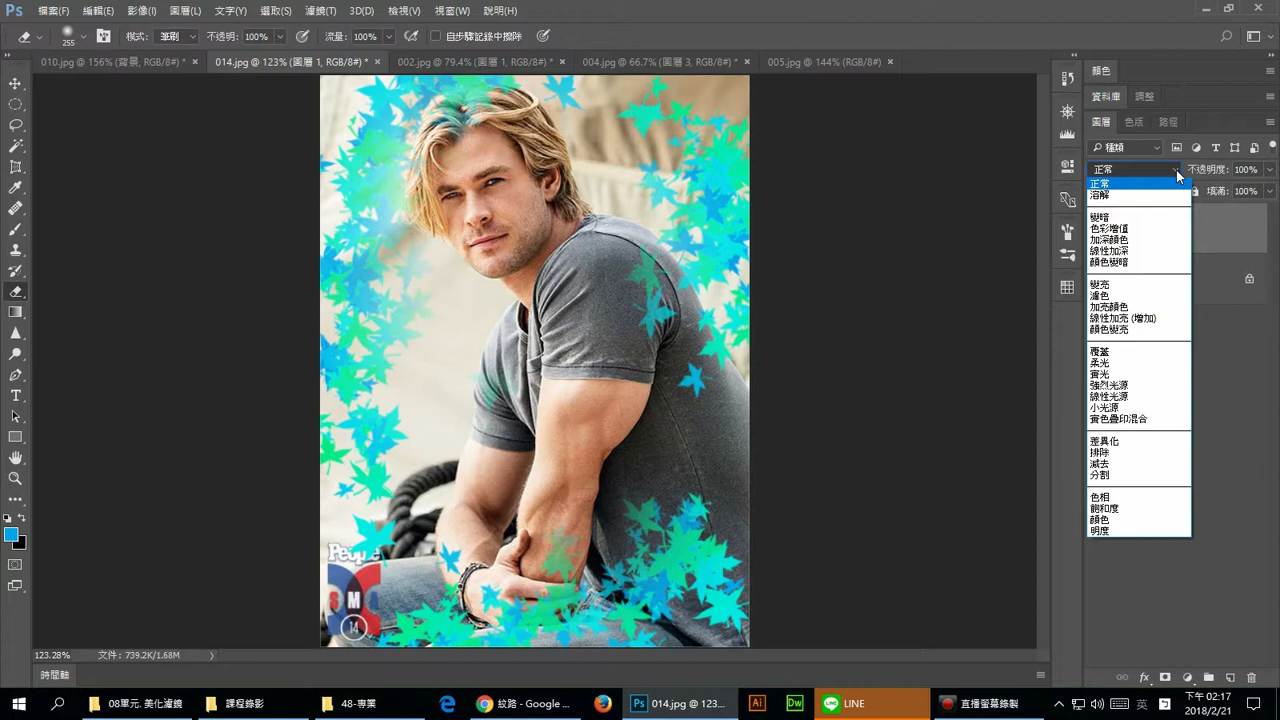 Ps 檔案(F) 編輯(E) 影像(I) 圖層(L) 文字(Y) 選取(S) 濾鏡(T) 3D(D) 檢視(V) 視窗(W) 說明(H)
255 模式: 筆刷 不透明: 100% 流量: 100% 自步驟記錄中擦除
010.jpg @ 156% (背景, RGB/8#) * × 014.jpg @ 123% (圖層 1, RGB/8#) * × 002.jpg @ 79.4% (圖層 1, RGB/8#) * × 004.jpg @ 66.7% (圖層 3, RGB/8#) * × 005.jpg @ 144% (RGB/8#) ×
顏色
資料庫 調整
圖層 色版 路徑
種類
正常 不透明度: 100%
正常
溶解
填滿: 100%
變暗
色彩增值
加深顏色
線性加深
顏色變暗
變亮
濾色
加亮顏色
線性加亮 (增加)
顏色變亮
覆蓋
柔光
實光
強烈光源
線性光源
小光源
實色疊印混合
差異化
排除
減去
分割
色相
飽和度
顏色
明度
People
M
14
123.28% 文件: 739.2K/1.68M
時間軸
fx
08單元. 美化濾鏡 課程錄影 48-專業 紋路 - Google ... Ps 014.jpg @ 123... Ai Dw LINE 直播螢幕錄製 英 下午 02:17
2018/2/21